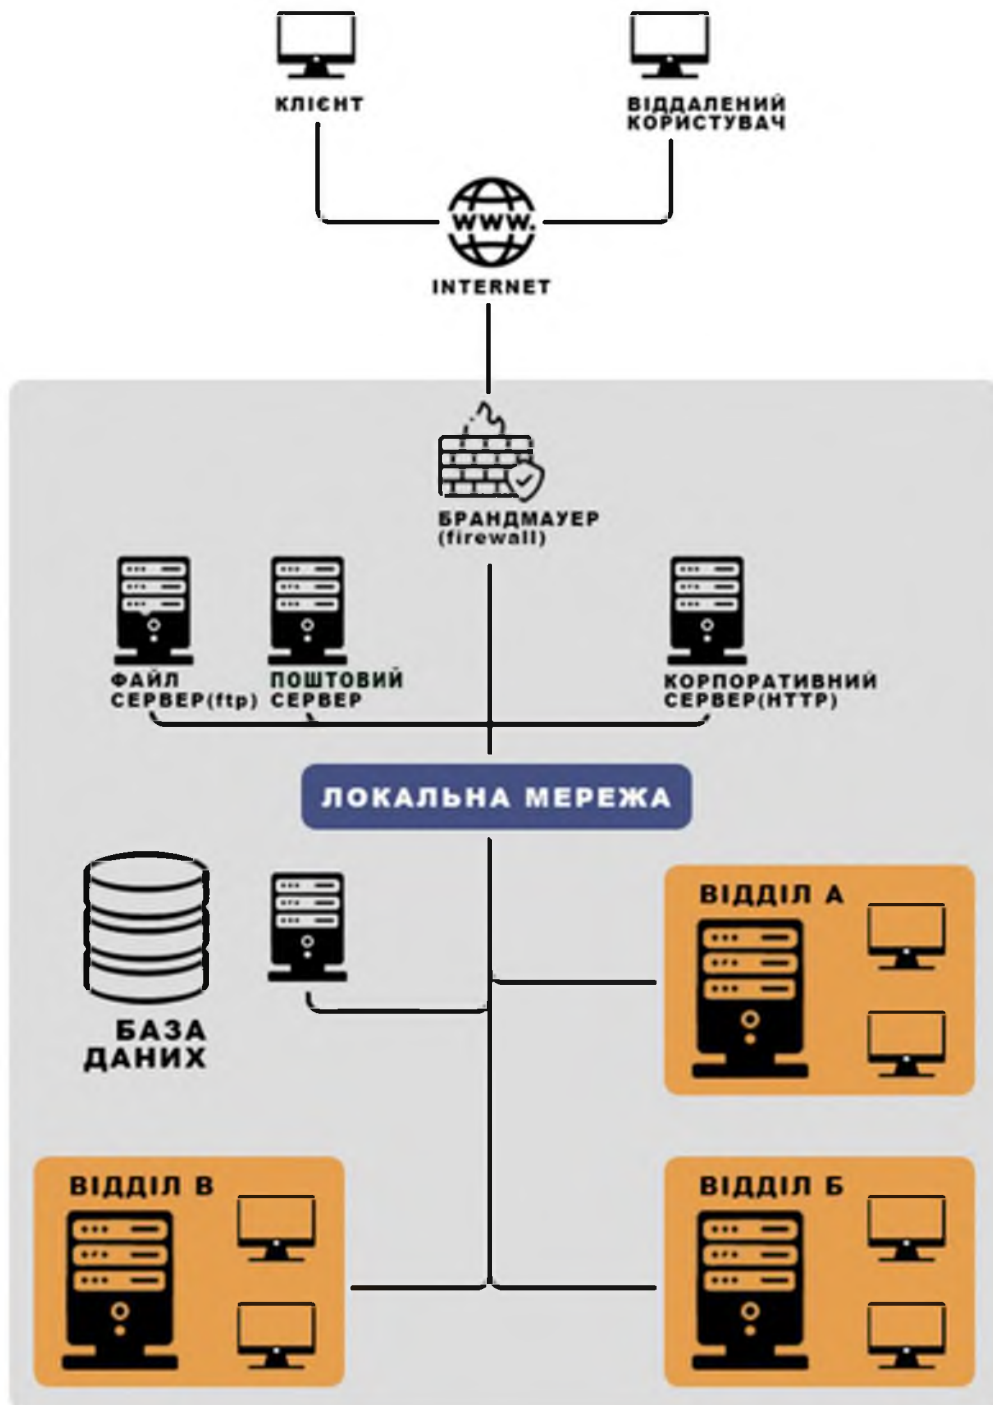 КЛІЄНТ
ВІДДАЛЕНИЙ
КОРИСТУВАЧ
WWW.
INTERNET
БРАНДМАУЕР
(firewall)
ФАЙЛ
СЕРВЕР(ftp)
ПОШТОВИЙ
СЕРВЕР
КОРПОРАТИВНИЙ
СЕРВЕР(HTTP)
ЛОКАЛЬНА МЕРЕЖА
БАЗА
ДАНИХ
ВІДДІЛ А
ВІДДІЛ В
ВІДДІЛ Б